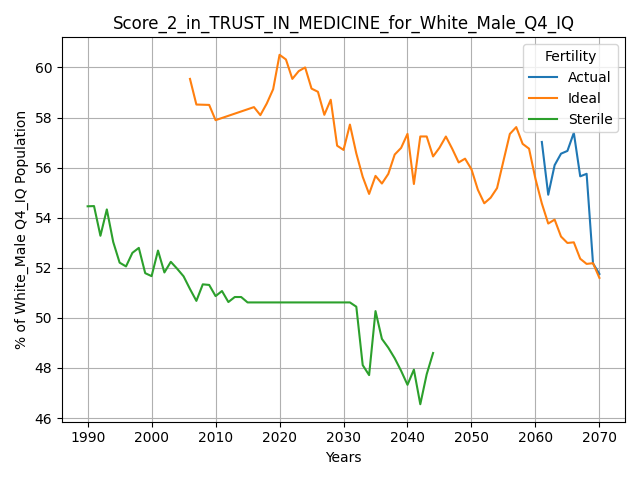 Score_2_in_TRUST_IN_MEDICINE_for_White_Male_Q4_IQ
Fertility
Actual
Ideal
Sterile
% of White_Male Q4_IQ Population
60
58
56
54
52
50
48
46
1990
2000
2010
2020
2030
2040
2050
2060
2070
Years